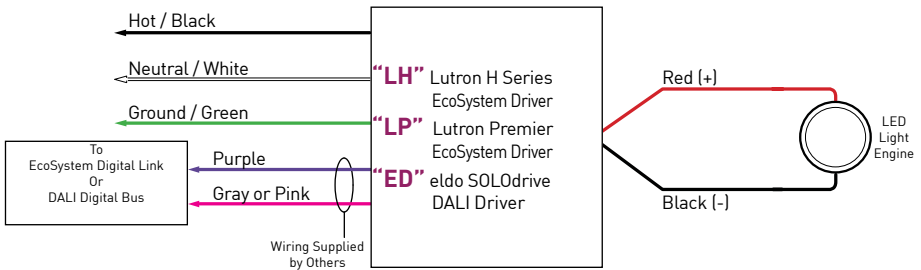 Hot / Black
Neutral / White
Ground / Green
To
EcoSystem Digital Link
Or
DALI Digital Bus
Purple
Gray or Pink
Wiring Supplied
by Others
“LH” Lutron H Series
EcoSystem Driver
“LP” Lutron Premier
EcoSystem Driver
“ED” eldo SOLOdrive
DALI Driver
Red (+)
Black (-)
LED
Light
Engine